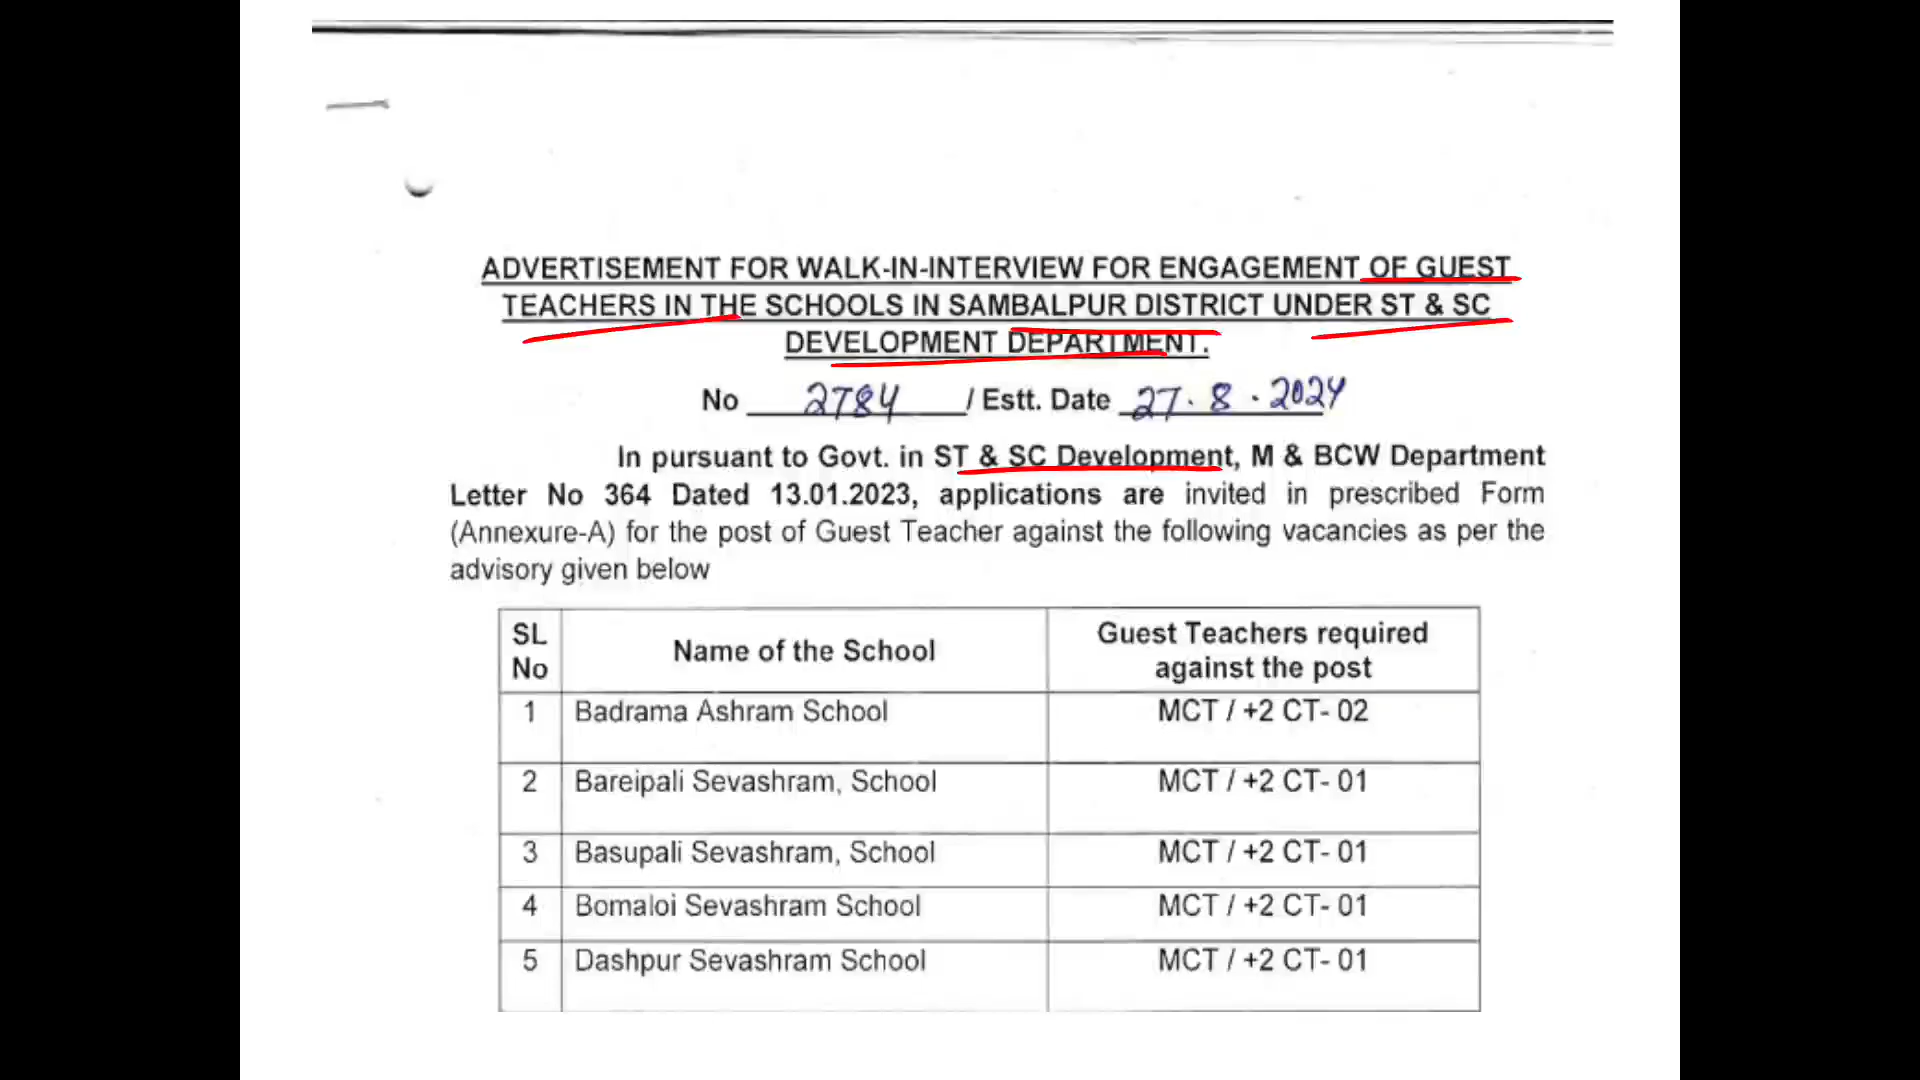 ADVERTISEMENT FOR WALK-IN-INTERVIEW FOR ENGAGEMENT OF GUEST
TEACHERS IN THE SCHOOLS IN SAMBALPUR DISTRICT UNDER ST & SC
DEVELOPMENT DEPARTMENT.
No 2784 / Estt. Date 27.8.2024
In pursuant to Govt. in ST & SC Development, M & BCW Department
Letter No 364 Dated 13.01.2023, applications are invited in prescribed Form
(Annexure-A) for the post of Guest Teacher against the following vacancies as per the
advisory given below
SL No Name of the School Guest Teachers required against the post
1 Badrama Ashram School MCT / +2 CT- 02
2 Bareipali Sevashram, School MCT / +2 CT- 01
3 Basupali Sevashram, School MCT / +2 CT- 01
4 Bomaloi Sevashram School MCT / +2 CT- 01
5 Dashpur Sevashram School MCT / +2 CT- 01